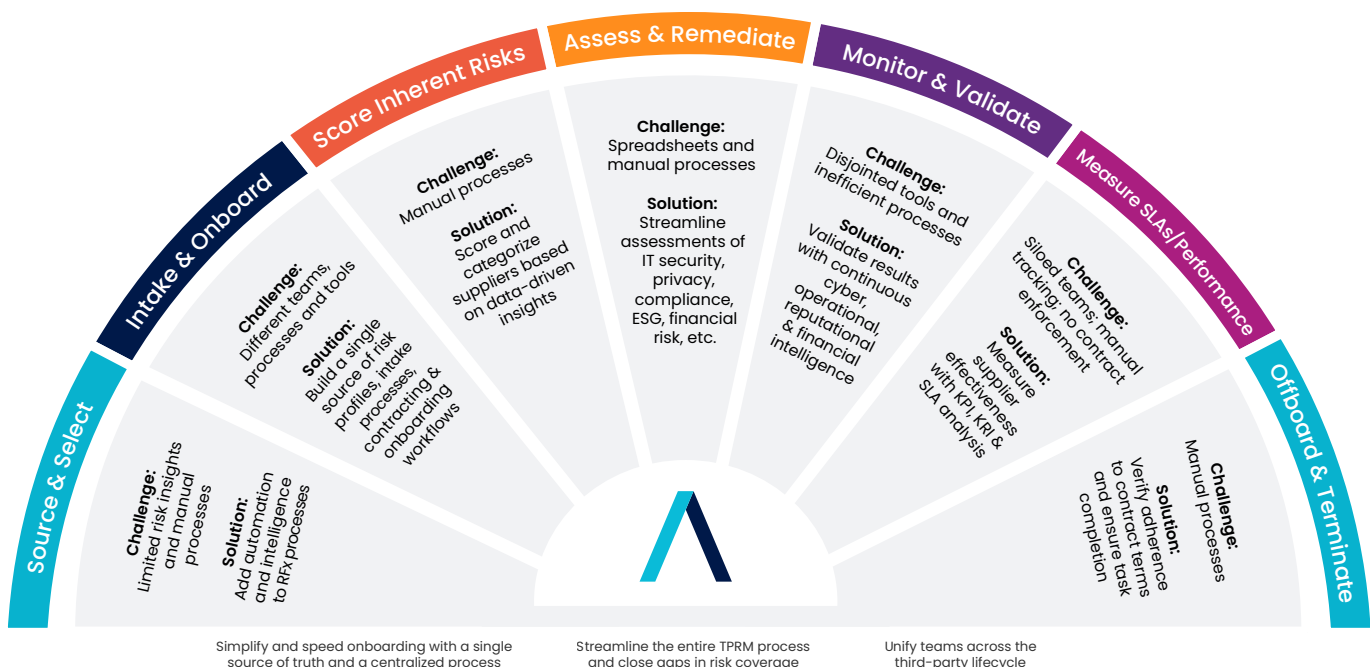 Source & Select
Challenge:
Limited risk insights
and manual
processes
Solution:
Add automation
and intelligence
to RFx processes
Intake & Onboard
Challenge:
Different teams,
processes and tools
Solution:
Build a single
source of risk
profiles, intake
processes,
contracting &
onboarding
workflows
Score Inherent Risks
Challenge:
Manual processes
Solution:
Score and
categorize
suppliers based
on data-driven
insights
Assess & Remediate
Challenge:
Spreadsheets and
manual processes
Solution:
Streamline
assessments of
IT security,
privacy,
compliance,
ESG, financial
risk, etc.
Monitor & Validate
Challenge:
Disjointed tools and
inefficient processes
Solution:
Validate results
with continuous
cyber,
operational,
reputational
& financial
intelligence
Measure SLAs/Performance
Challenge:
Siloed teams; manual
tracking; no contract
enforcement
Solution:
Measure
supplier
effectiveness
with KPI, KRI &
SLA analysis
Offboard & Terminate
Challenge:
Manual processes
Solution:
Verify adherence
to contract terms
and ensure task
completion
Simplify and speed onboarding with a single
source of truth and a centralized process
Streamline the entire TPRM process
and close gaps in risk coverage
Unify teams across the
third-party lifecycle